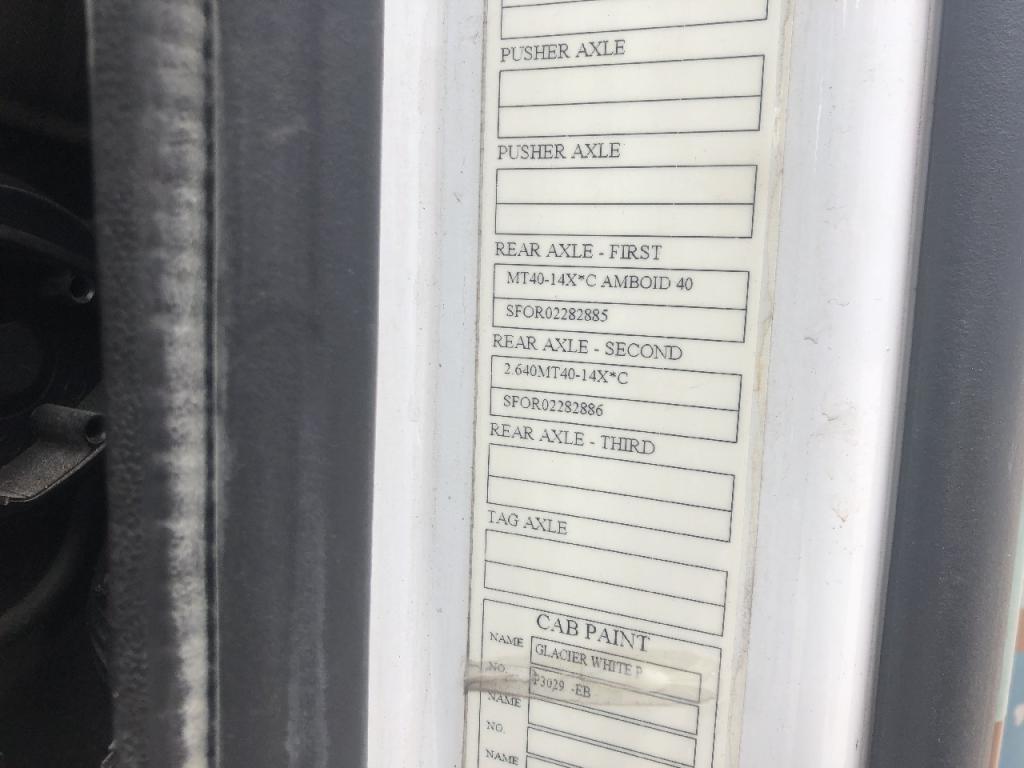 PUSHER AXLE
PUSHER AXLE
REAR AXLE - FIRST
MT40-14X*C AMBOID 40
SFOR02282885
REAR AXLE - SECOND
2.640MT40-14X*C
SFOR02282886
REAR AXLE - THIRD
TAG AXLE
CAB PAINT
NAME GLACIER WHITE P
NO. P3029 -EB
NAME
NO.
NAME